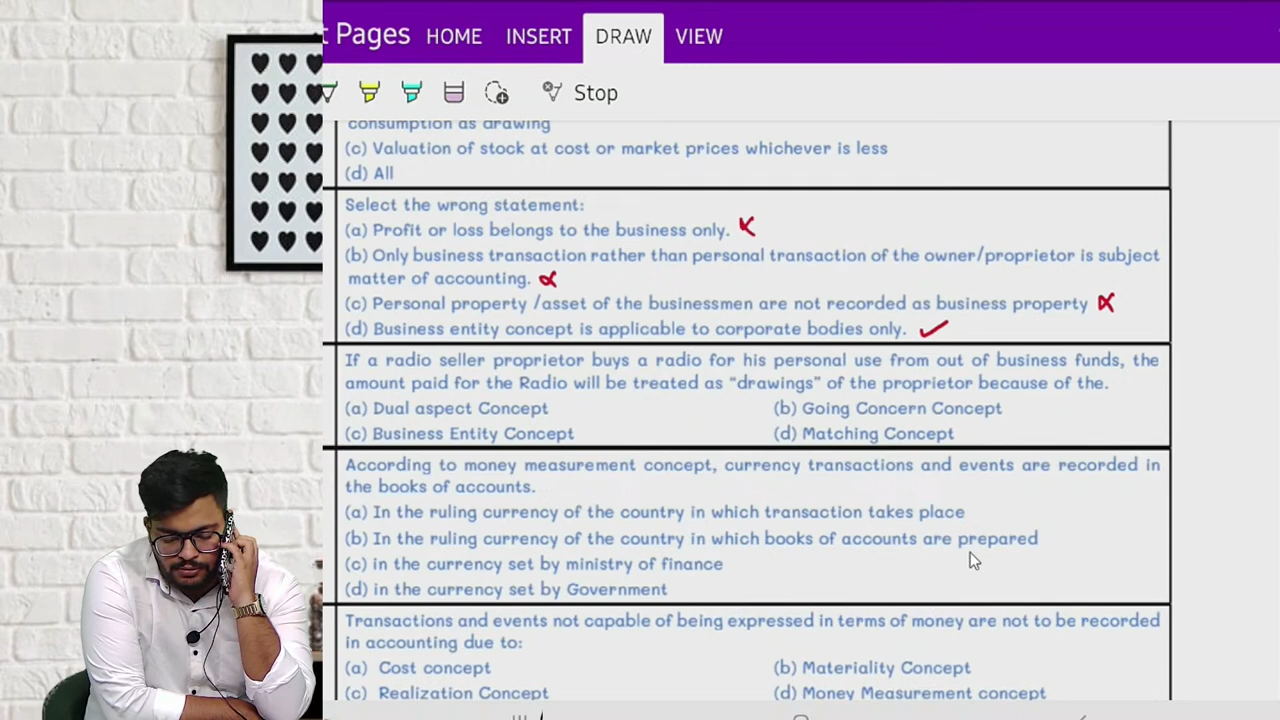 t Pages HOME INSERT DRAW VIEW
Stop
consumption as drawing
(c) Valuation of stock at cost or market prices whichever is less
(d) All
Select the wrong statement:
(a) Profit or loss belongs to the business only.
(b) Only business transaction rather than personal transaction of the owner/proprietor is subject
matter of accounting.
(c) Personal property /asset of the businessmen are not recorded as business property
(d) Business entity concept is applicable to corporate bodies only.
If a radio seller proprietor buys a radio for his personal use from out of business funds, the
amount paid for the Radio will be treated as “drawings” of the proprietor because of the.
(a) Dual aspect Concept (b) Going Concern Concept
(c) Business Entity Concept (d) Matching Concept
According to money measurement concept, currency transactions and events are recorded in
the books of accounts.
(a) In the ruling currency of the country in which transaction takes place
(b) In the ruling currency of the country in which books of accounts are prepared
(c) in the currency set by ministry of finance
(d) in the currency set by Government
Transactions and events not capable of being expressed in terms of money are not to be recorded
in accounting due to:
(a) Cost concept (b) Materiality Concept
(c) Realization Concept (d) Money Measurement concept